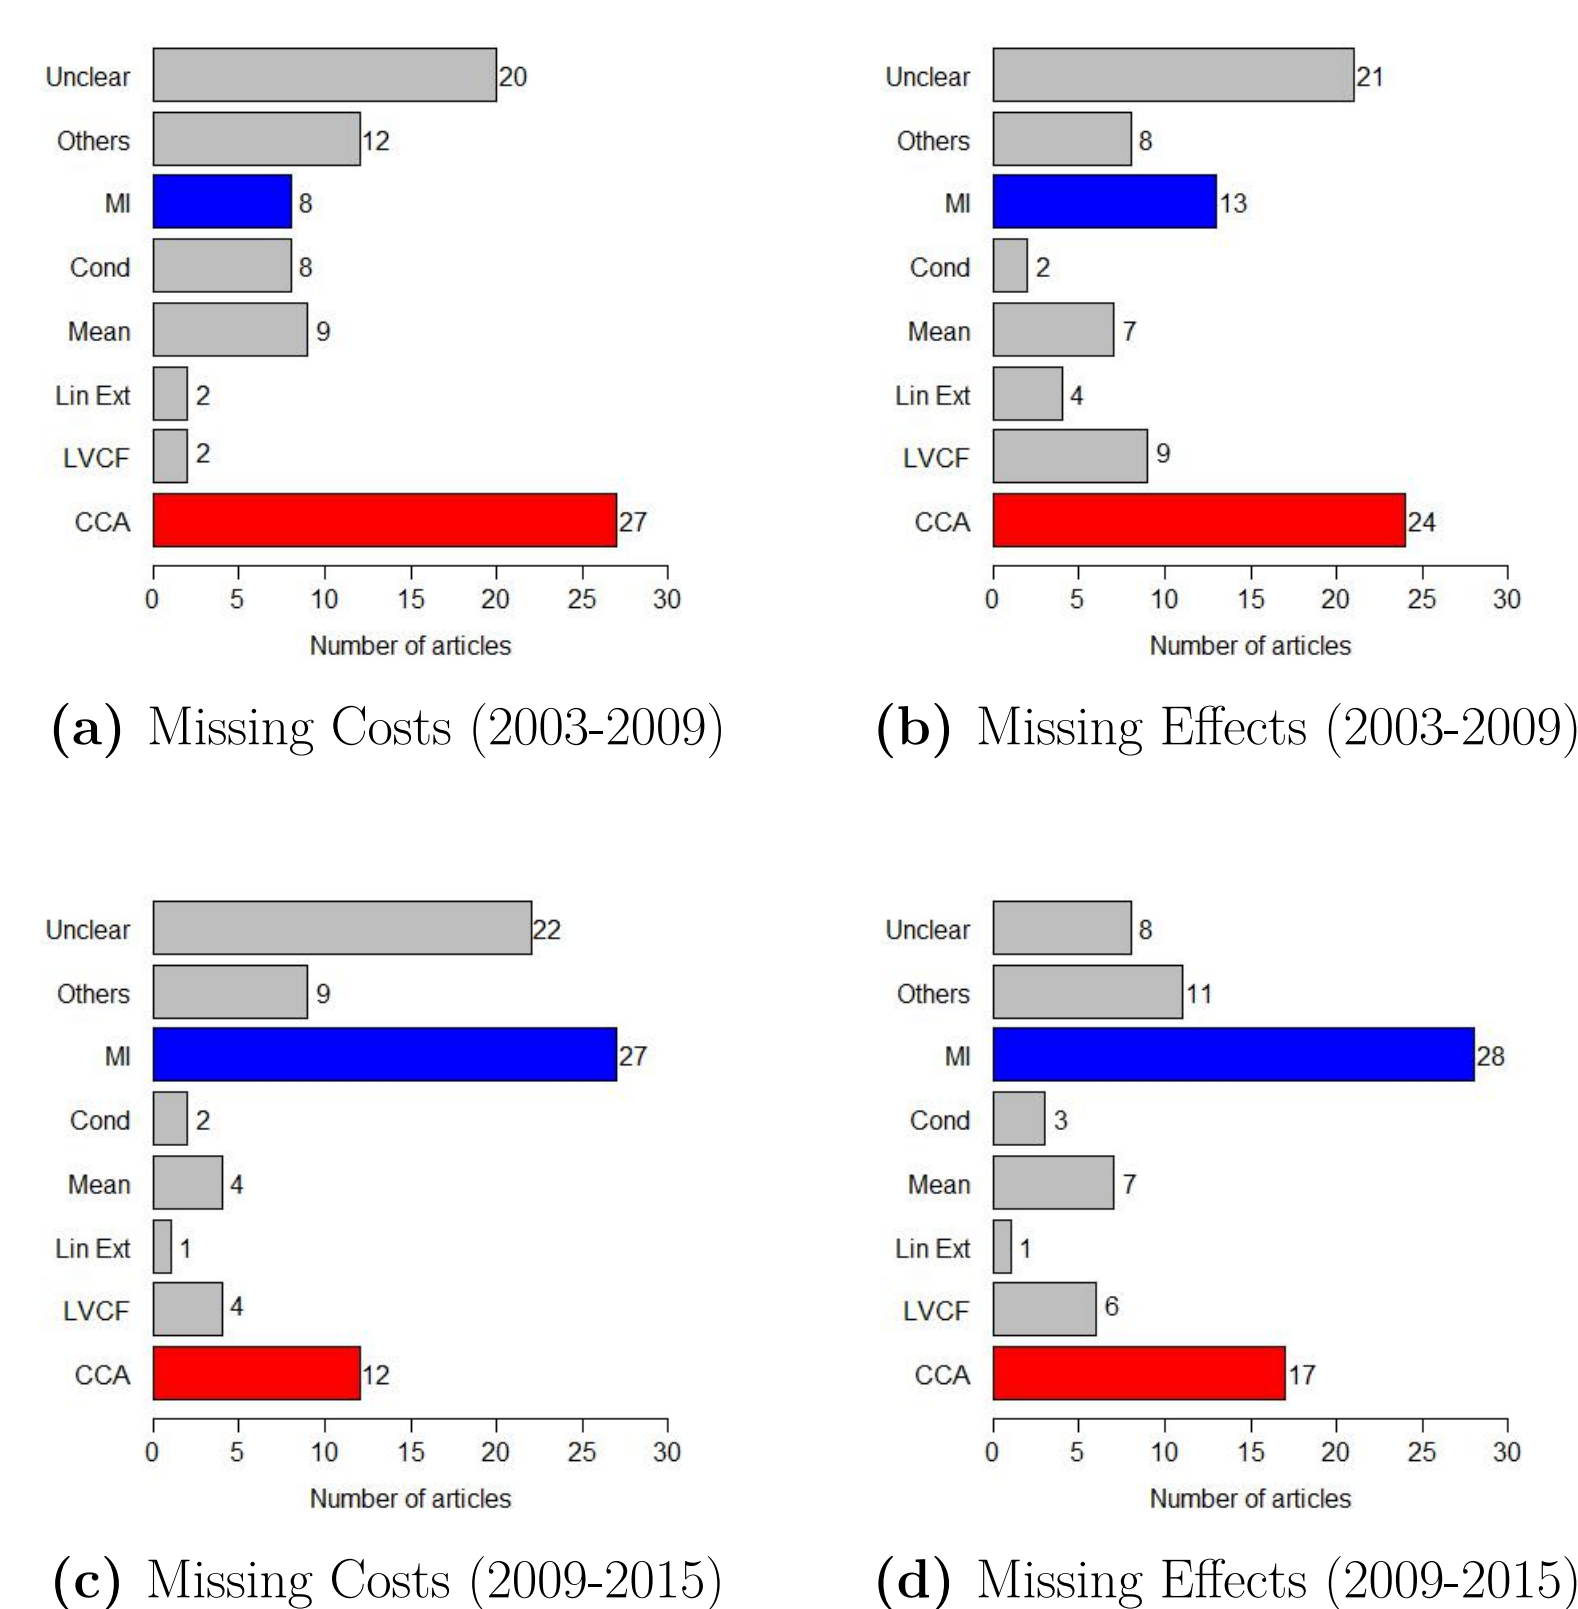 Unclear 20
Others 12
MI 8
Cond 8
Mean 9
Lin Ext 2
LVCF 2
CCA 27
0 5 10 15 20 25 30
Number of articles
(a) Missing Costs (2003-2009)
Unclear 21
Others 8
MI 13
Cond 2
Mean 7
Lin Ext 4
LVCF 9
CCA 24
0 5 10 15 20 25 30
Number of articles
(b) Missing Effects (2003-2009)
Unclear 22
Others 9
MI 27
Cond 2
Mean 4
Lin Ext 1
LVCF 4
CCA 12
0 5 10 15 20 25 30
Number of articles
(c) Missing Costs (2009-2015)
Unclear 8
Others 11
MI 28
Cond 3
Mean 7
Lin Ext 1
LVCF 6
CCA 17
0 5 10 15 20 25 30
Number of articles
(d) Missing Effects (2009-2015)